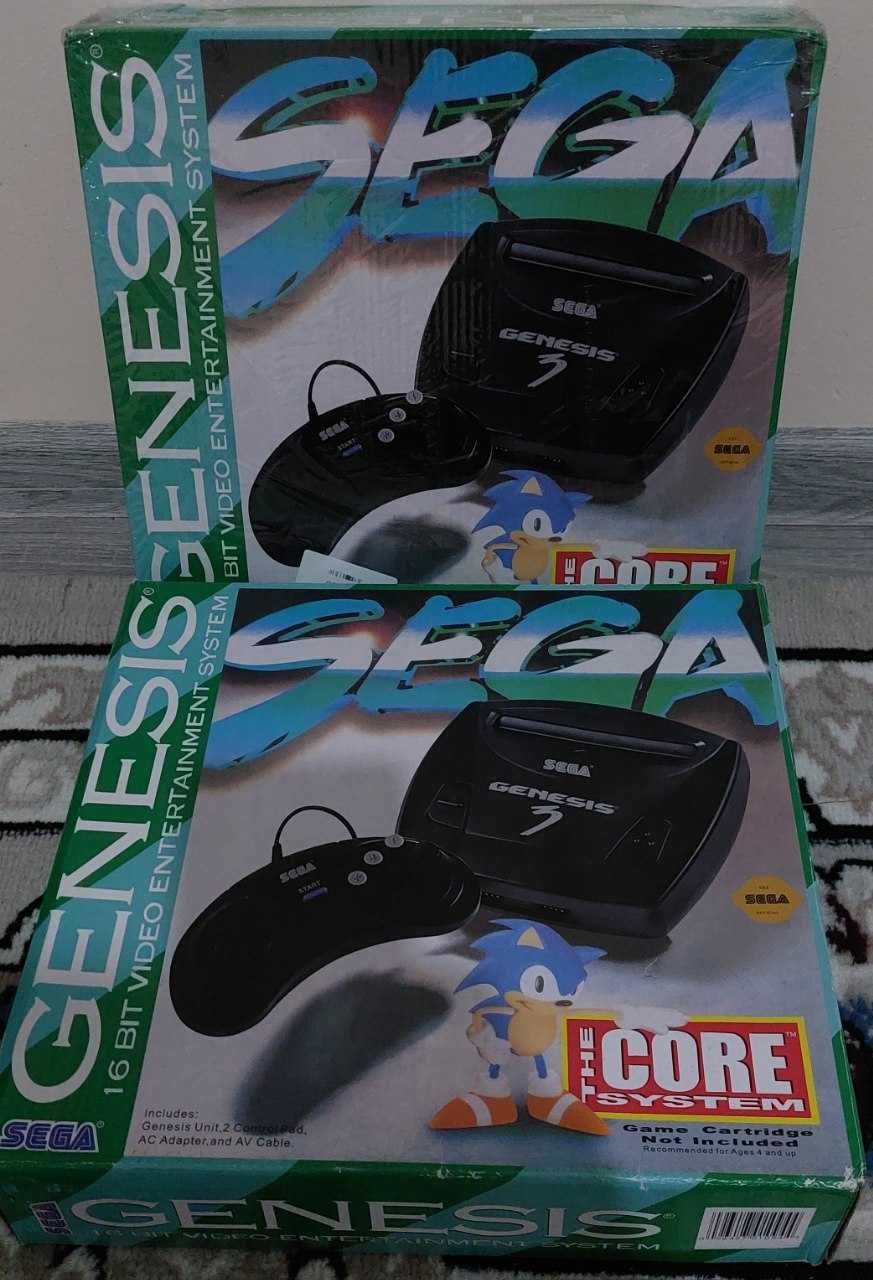 SEGA
GENESIS®
BIT VIDEO ENTERTAINMENT SYSTEM
SEGA
GENESIS
3
SEGA
START
SEGA
THE
CORE™
SEGA
GENESIS®
16 BIT VIDEO ENTERTAINMENT SYSTEM
SEGA
GENESIS
3
SEGA
START
SEGA
THE
CORE™
SYSTEM
Game Cartridge
Not Included
Recommended for Ages 4 and up
Includes:
Genesis Unit,2 Control Pad,
AC Adapter,and AV Cable.
SEGA®
SEGA
GENESIS®
16 BIT VIDEO ENTERTAINMENT SYSTEM